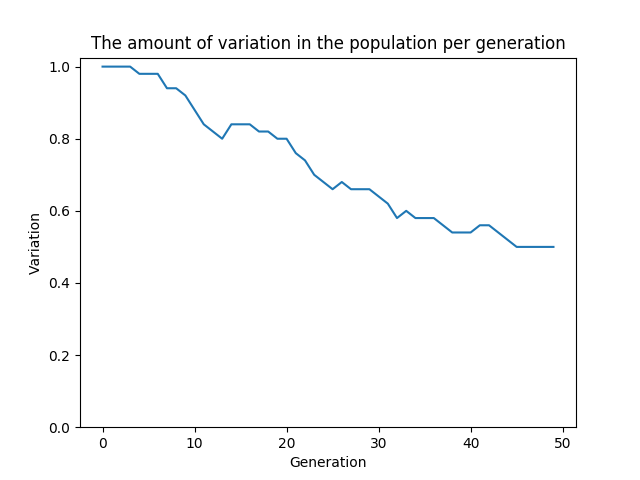 The amount of variation in the population per generation
1.0
0.8
0.6
0.4
0.2
0.0
Variation
0 10 20 30 40 50
Generation